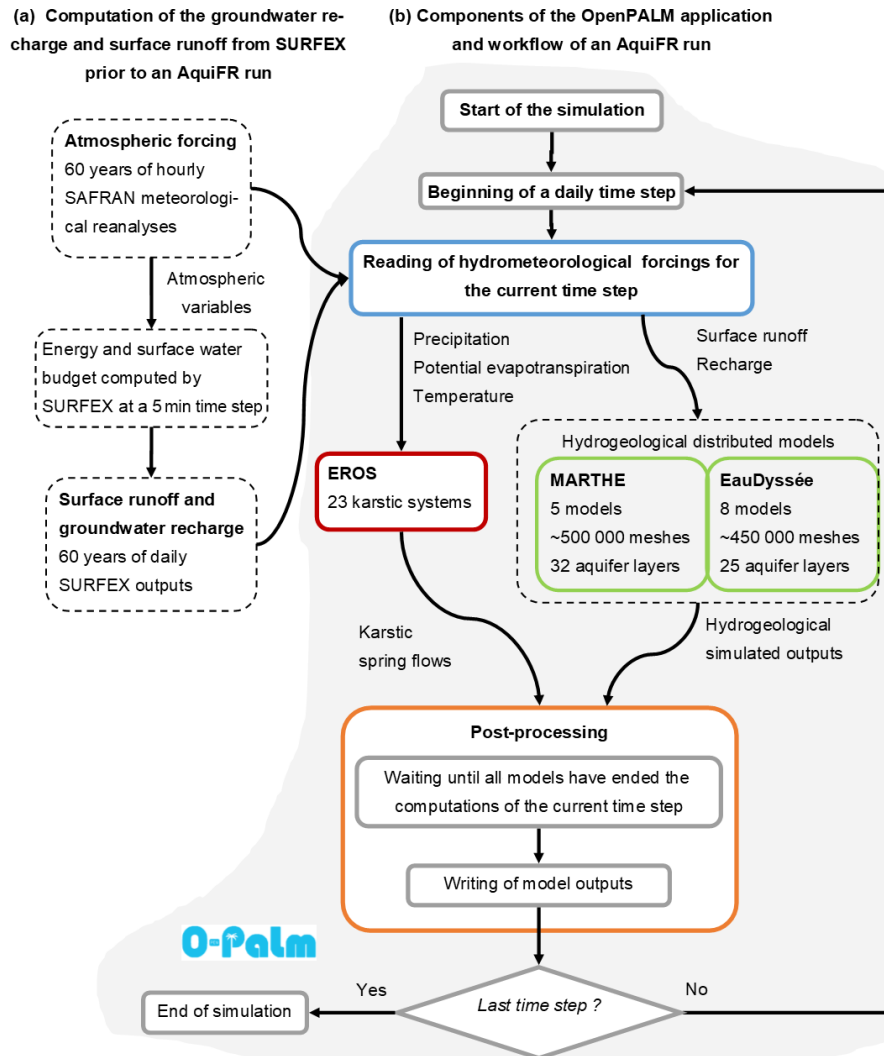 (a) Computation of the groundwater re-
charge and surface runoff from SURFEX
prior to an AquiFR run
(b) Components of the OpenPALM application
and workflow of an AquiFR run
Atmospheric forcing
60 years of hourly
SAFRAN meteorologi-
cal reanalyses
Atmospheric
variables
Energy and surface water
budget computed by
SURFEX at a 5 min time step
Surface runoff and
groundwater recharge
60 years of daily
SURFEX outputs
Start of the simulation
Beginning of a daily time step
Reading of hydrometeorological forcings for
the current time step
Precipitation
Potential evapotranspiration
Temperature
Surface runoff
Recharge
EROS
23 karstic systems
Hydrogeological distributed models
MARTHE
5 models
~500 000 meshes
32 aquifer layers
EauDyssée
8 models
~450 000 meshes
25 aquifer layers
Karstic
spring flows
Hydrogeological
simulated outputs
Post-processing
Waiting until all models have ended the
computations of the current time step
Writing of model outputs
O-PaLm
Last time step ?
Yes
No
End of simulation